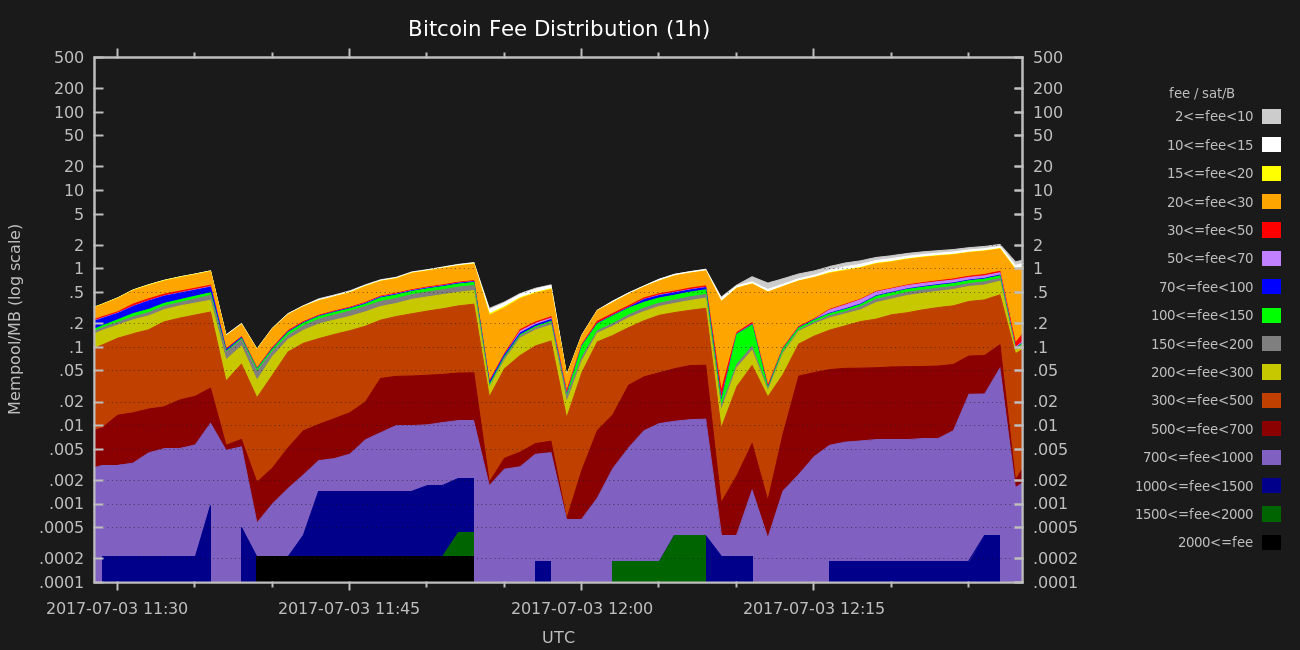 Bitcoin Fee Distribution (1h)
Mempool/MB (log scale)
500
200
100
50
20
10
5
2
1
.5
.2
.1
.05
.02
.01
.005
.002
.001
.0005
.0002
.0001
500
200
100
50
20
10
5
2
1
.5
.2
.1
.05
.02
.01
.005
.002
.001
.0005
.0002
.0001
2017-07-03 11:30 2017-07-03 11:45 2017-07-03 12:00 2017-07-03 12:15
UTC
fee / sat/B
2<=fee<10
10<=fee<15
15<=fee<20
20<=fee<30
30<=fee<50
50<=fee<70
70<=fee<100
100<=fee<150
150<=fee<200
200<=fee<300
300<=fee<500
500<=fee<700
700<=fee<1000
1000<=fee<1500
1500<=fee<2000
2000<=fee